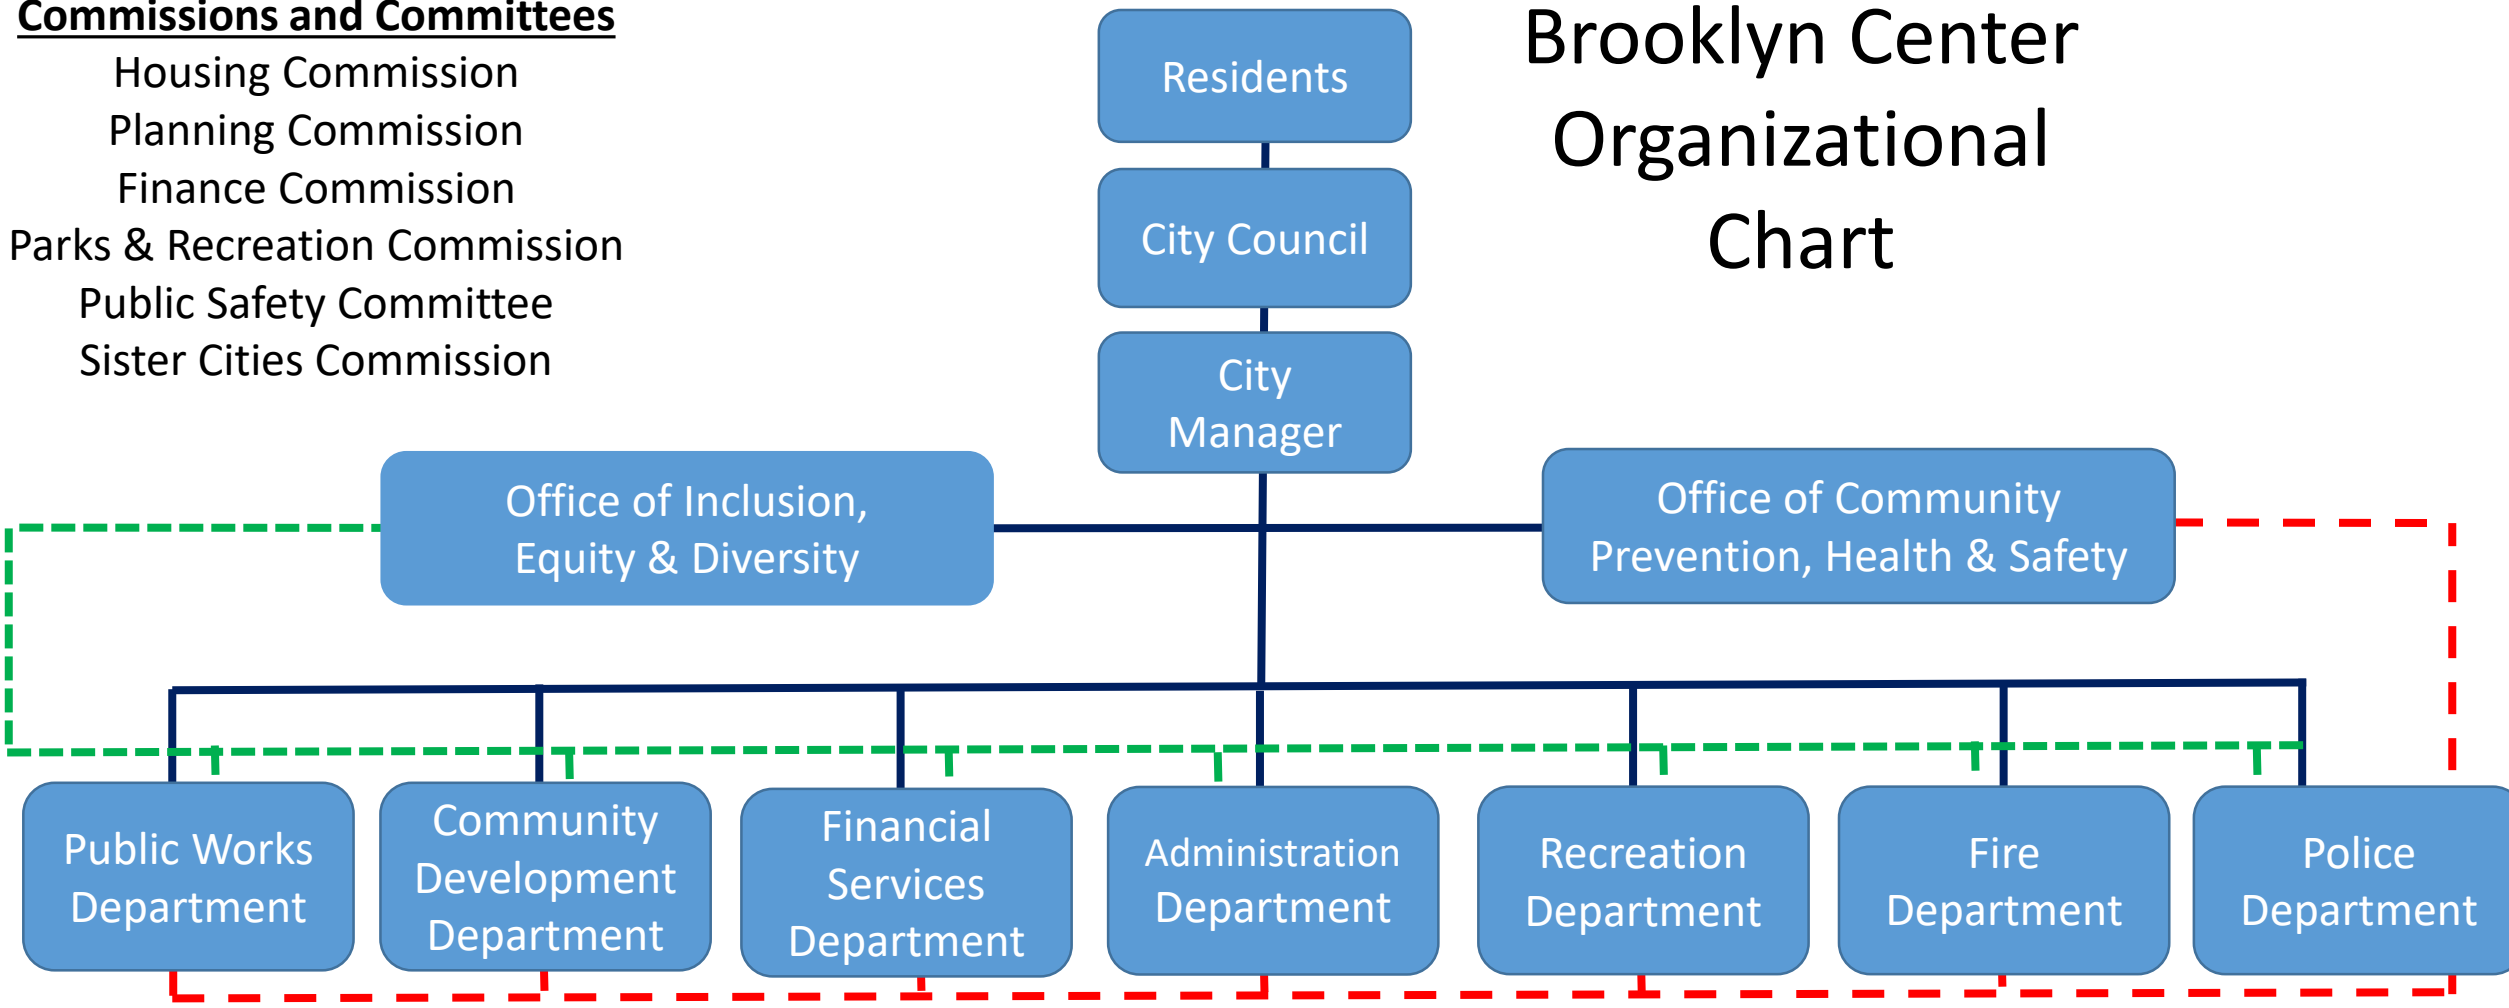 Commissions and Committees
Housing Commission
Planning Commission
Finance Commission
Parks & Recreation Commission
Public Safety Committee
Sister Cities Commission
Brooklyn Center
Organizational
Chart
Residents
City Council
City
Manager
Office of Inclusion,
Equity & Diversity
Office of Community
Prevention, Health & Safety
Public Works
Department
Community
Development
Department
Financial
Services
Department
Administration
Department
Recreation
Department
Fire
Department
Police
Department